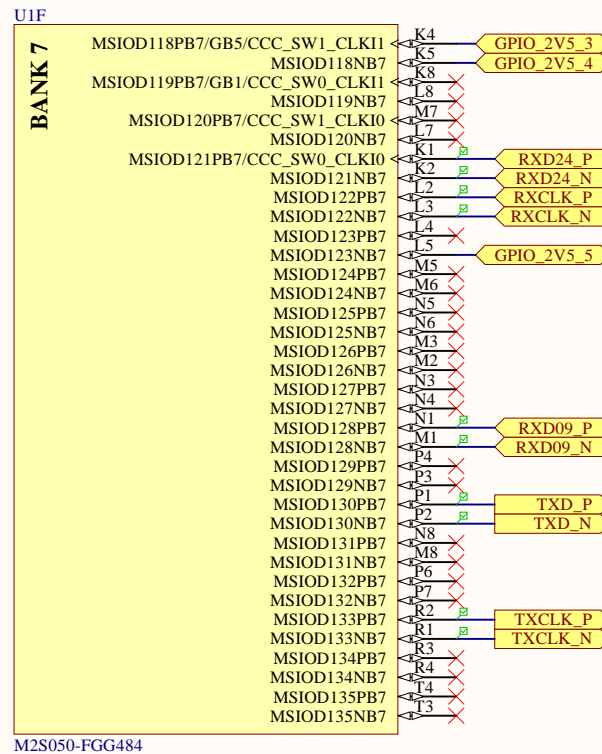 U1F
BANK 7
MSIOD118PB7/GB5/CCC_SW1_CLKI1 K4 GPIO_2V5_3
MSIOD118NB7 K5 GPIO_2V5_4
MSIOD119PB7/GB1/CCC_SW0_CLKI1 K8
MSIOD119NB7 L8
MSIOD120PB7/CCC_SW1_CLKI0 M7
MSIOD120NB7 L7
MSIOD121PB7/CCC_SW0_CLKI0 K1 RXD24_P
MSIOD121NB7 K2 RXD24_N
MSIOD122PB7 L2 RXCLK_P
MSIOD122NB7 L3 RXCLK_N
MSIOD123PB7 L4
MSIOD123NB7 L5 GPIO_2V5_5
MSIOD124PB7 M5
MSIOD124NB7 M6
MSIOD125PB7 N5
MSIOD125NB7 N6
MSIOD126PB7 M3
MSIOD126NB7 M2
MSIOD127PB7 N3
MSIOD127NB7 N4
MSIOD128PB7 N1 RXD09_P
MSIOD128NB7 M1 RXD09_N
MSIOD129PB7 P4
MSIOD129NB7 P3
MSIOD130PB7 P1 TXD_P
MSIOD130NB7 P2 TXD_N
MSIOD131PB7 N8
MSIOD131NB7 M8
MSIOD132PB7 P6
MSIOD132NB7 P7
MSIOD133PB7 R2 TXCLK_P
MSIOD133NB7 R1 TXCLK_N
MSIOD134PB7 R3
MSIOD134NB7 R4
MSIOD135PB7 T4
MSIOD135NB7 T3
M2S050-FGG484